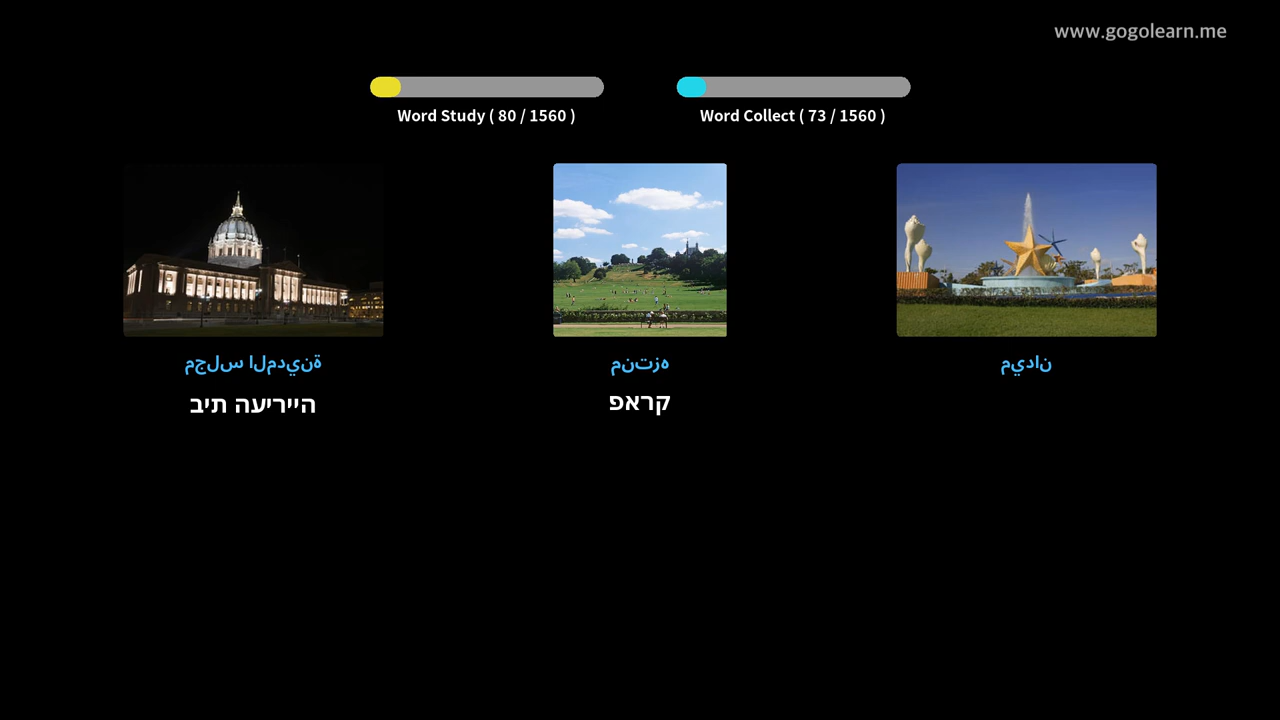 www.gogolearn.me
Word Study ( 80 / 1560 )
Word Collect ( 73 / 1560 )
مجلس المدينة
בית העירייה
منتزه
פארק
ميدان